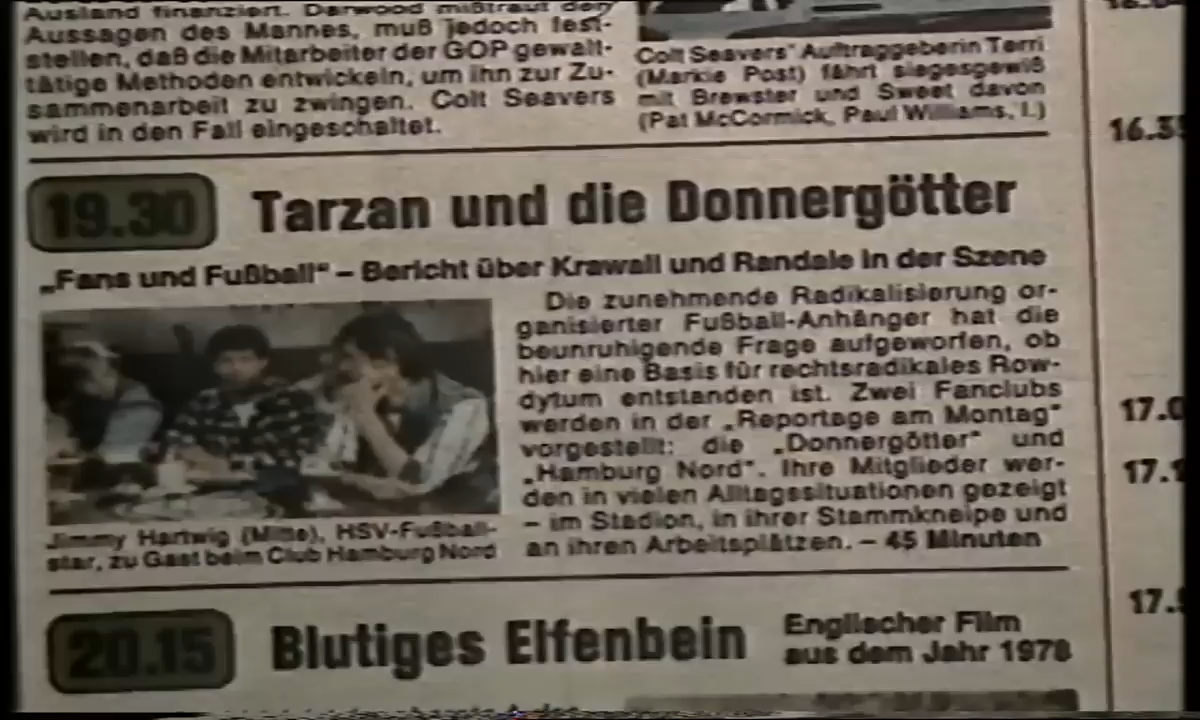 Ausland finanziert. Darwood mißtraut den
Aussagen des Mannes, muß jedoch fest-
stellen, daß die Mitarbeiter der GOP gewalt-
tätige Methoden entwickeln, um ihn zur Zu-
sammenarbeit zu zwingen. Colt Seavers
wird in den Fall eingeschaltet.
Colt Seavers' Auftraggeberin Terri
(Markie Post) fährt siegesgewiß
mit Brewster und Sweet davon
(Pat McCormick, Paul Williams, l.)
19.30 Tarzan und die Donnergötter
„Fans und Fußball" – Bericht über Krawall und Randale in der Szene
Die zunehmende Radikalisierung or-
ganisierter Fußball-Anhänger hat die
beunruhigende Frage aufgeworfen, ob
hier eine Basis für rechtsradikales Row-
dytum entstanden ist. Zwei Fanclubs
werden in der „Reportage am Montag"
vorgestellt: die „Donnergötter" und
„Hamburg Nord". Ihre Mitglieder wer-
den in vielen Alltagssituationen gezeigt
– im Stadion, in ihrer Stammkneipe und
an ihren Arbeitsplätzen. – 45 Minuten
Jimmy Hartwig (Mitte), HSV-Fußball-
star, zu Gast beim Club Hamburg Nord
20.15 Blutiges Elfenbein
Englischer Film
aus dem Jahr 1978
16.35
17.0
17.1
17.